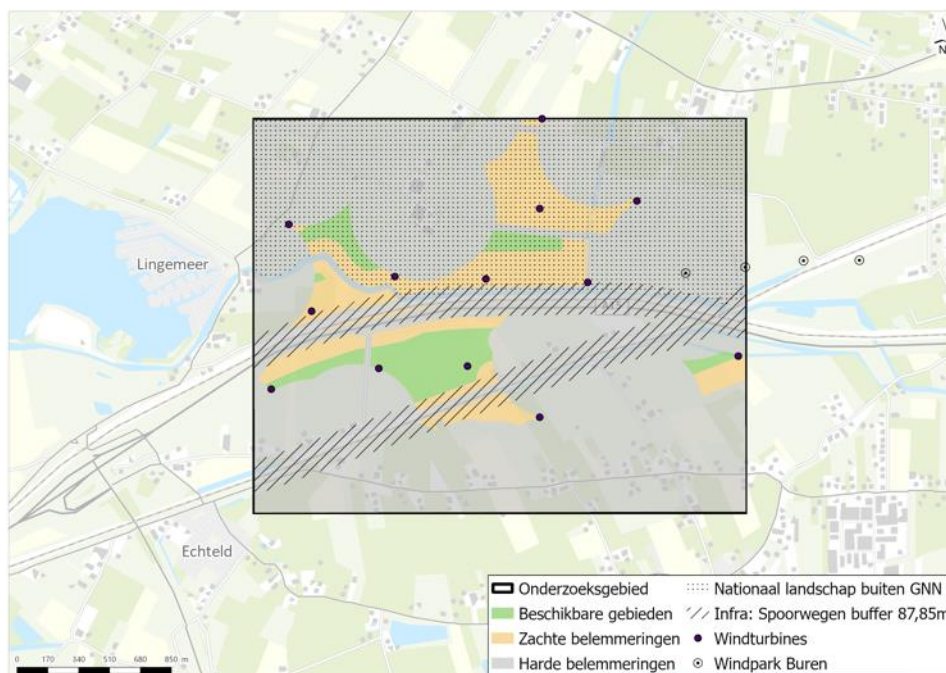 N
Lingemeer
A15
Echteld
Onderzoeksgebied
Beschikbare gebieden
Zachte belemmeringen
Harde belemmeringen
Nationaal landschap buiten GNN
Infra: Spoorwegen buffer 87,85m
Windturbines
Windpark Buren
0 170 340 510 680 850 m